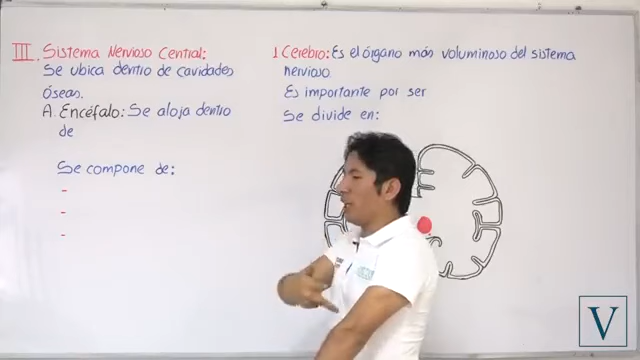 III. Sistema Nervioso Central:
Se ubica dentro de cavidades
óseas.
A. Encéfalo: Se aloja dentro
de
Se compone de:
-
-
-
1. Cerebro: Es el órgano más voluminoso del sistema
nervioso.
Es importante por ser
Se divide en:
V